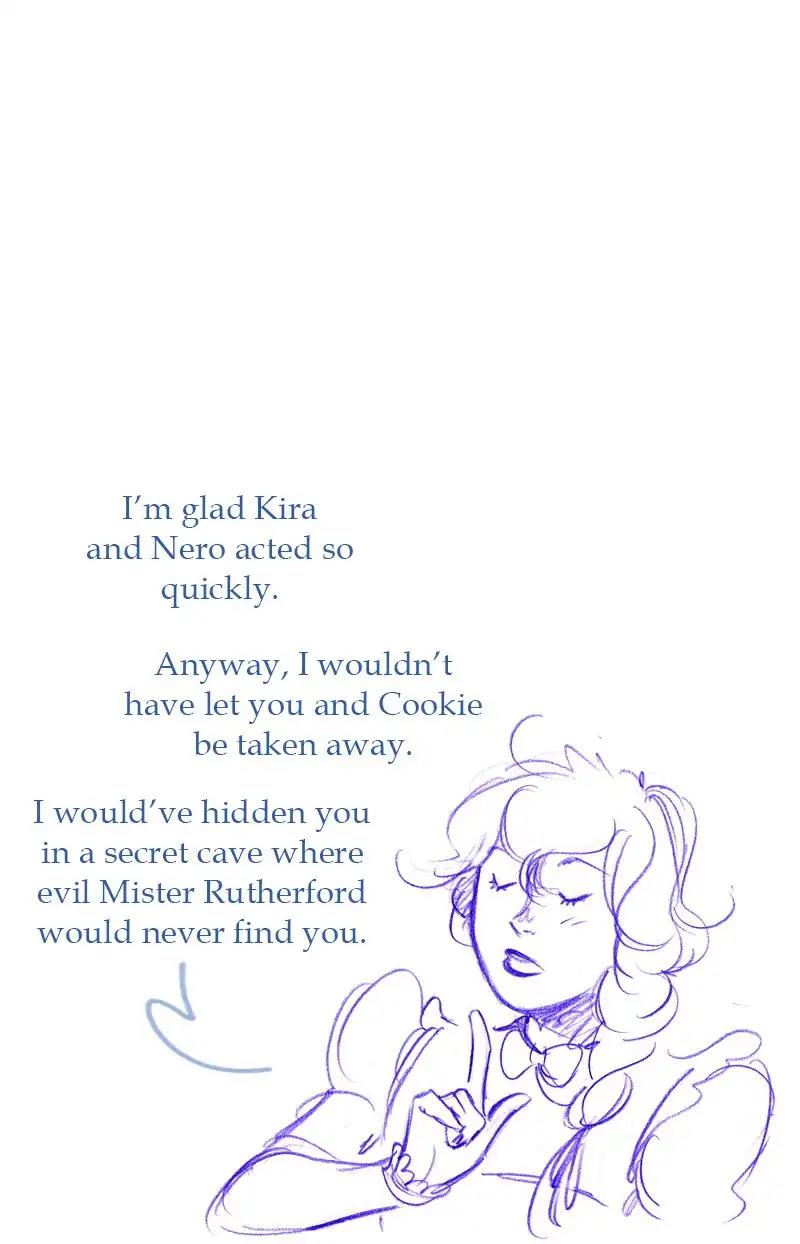 I’m glad Kira
and Nero acted so
quickly.
Anyway, I wouldn’t
have let you and Cookie
be taken away.
I would’ve hidden you
in a secret cave where
evil Mister Rutherford
would never find you.